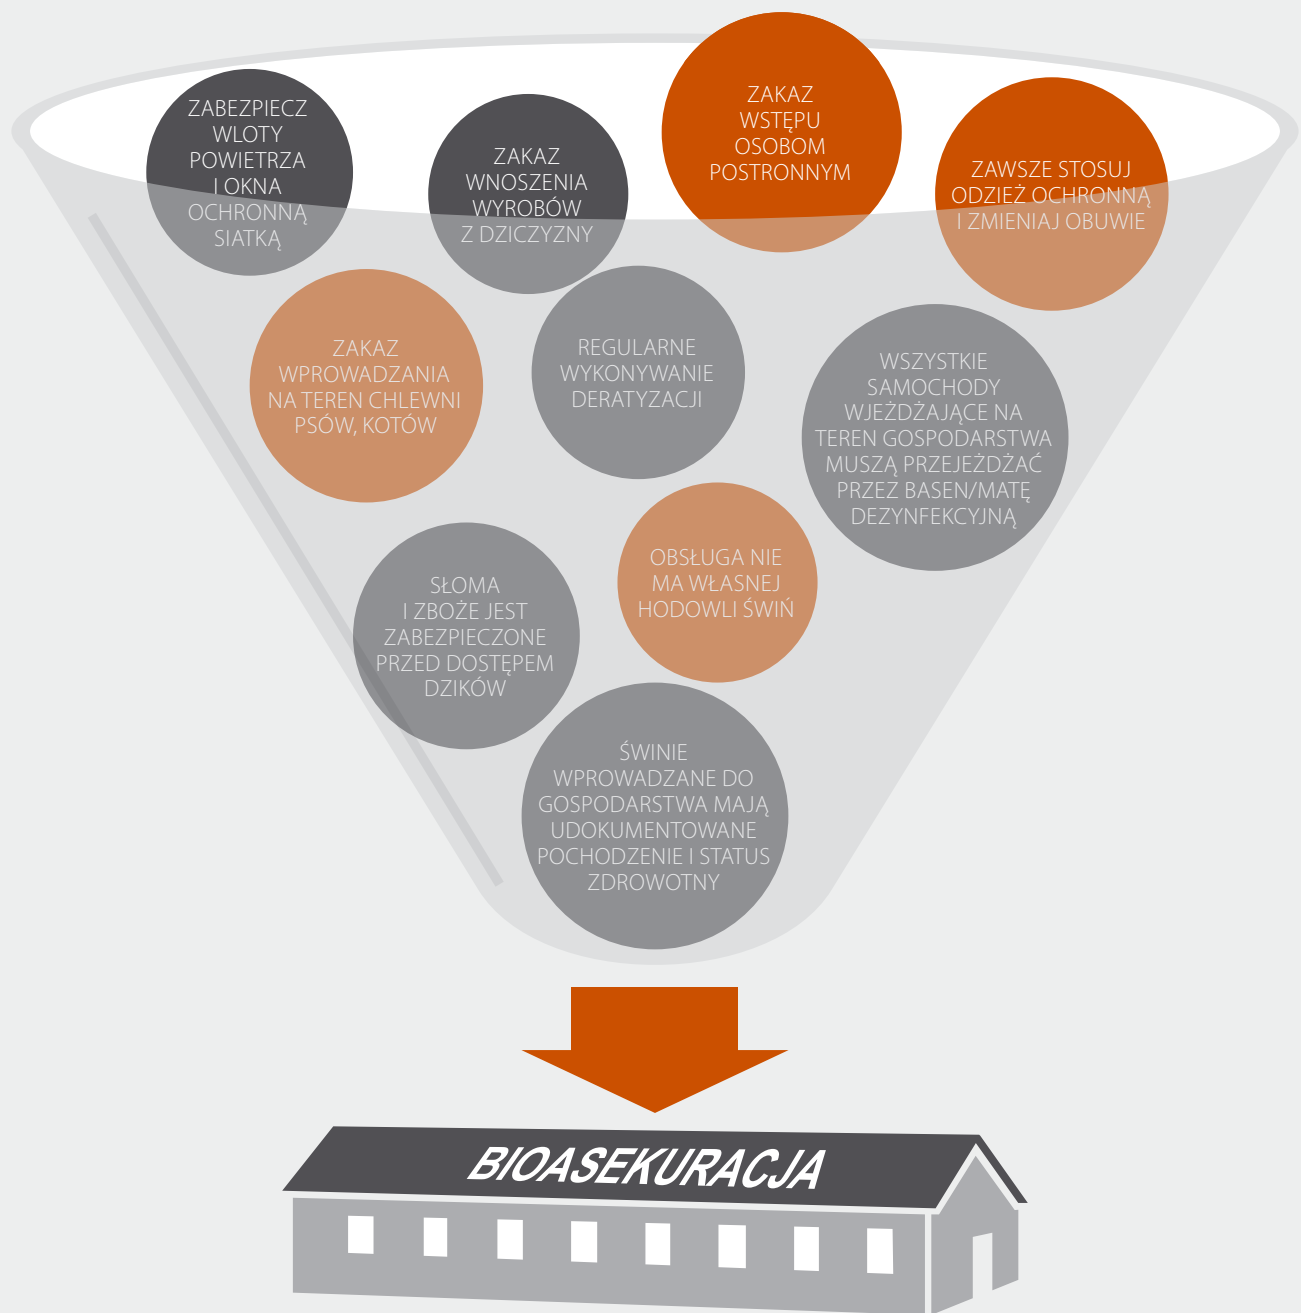 ZABEZPIECZ
WLOTY
POWIETRZA
I OKNA
OCHRONNĄ
SIATKĄ
ZAKAZ
WNOSZENIA
WYROBÓW
Z DZICZYZNY
ZAKAZ
WSTĘPU
OSOBOM
POSTRONNYM
ZAWSZE STOSUJ
ODZIEŻ OCHRONNĄ
I ZMIENIAJ OBUWIE
ZAKAZ
WPROWADZANIA
NA TEREN CHLEWNI
PSÓW, KOTÓW
REGULARNE
WYKONYWANIE
DERATYZACJI
WSZYSTKIE
SAMOCHODY
WJEŻDŻAJĄCE NA
TEREN GOSPODARSTWA
MUSZĄ PRZEJEŻDŻAĆ
PRZEZ BASEN/MATĘ
DEZYNFEKCYJNĄ
SŁOMA
I ZBOŻE JEST
ZABEZPIECZONE
PRZED DOSTĘPEM
DZIKÓW
OBSŁUGA NIE
MA WŁASNEJ
HODOWLI ŚWIŃ
ŚWINIE
WPROWADZANE DO
GOSPODARSTWA MAJĄ
UDOKUMENTOWANE
POCHODZENIE I STATUS
ZDROWOTNY
BIOASEKURACJA